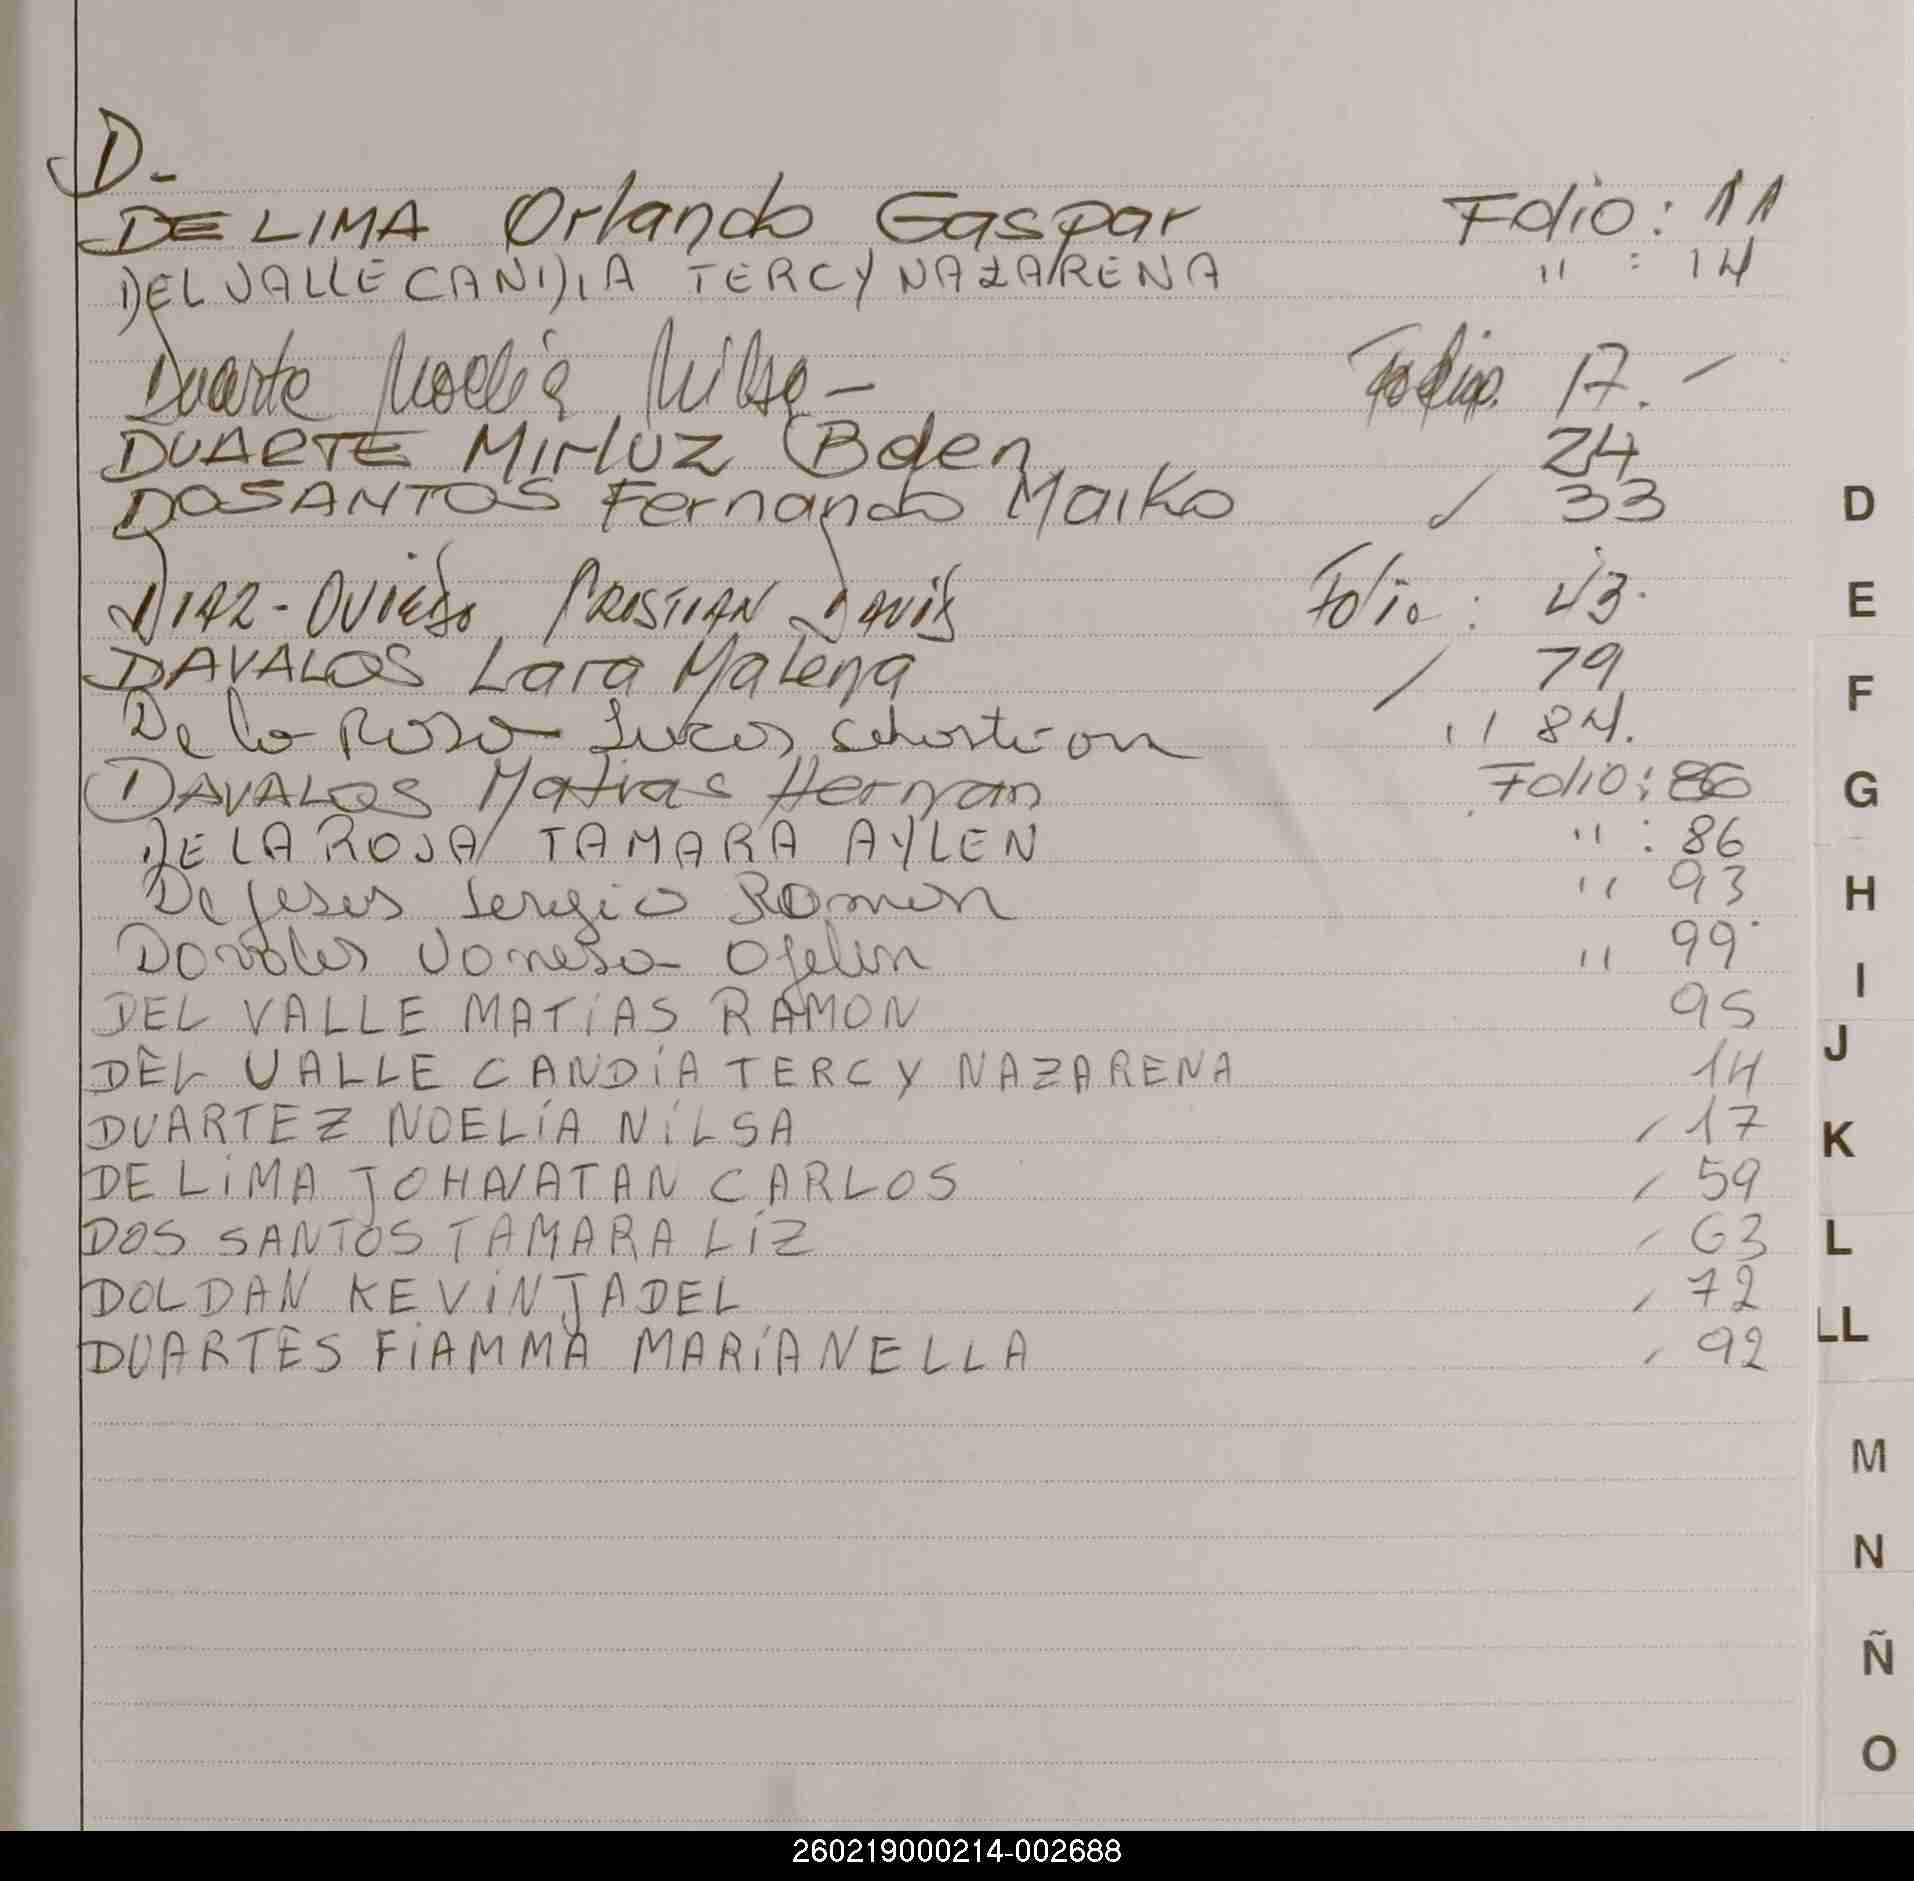 D.-
DE LIMA Orlando Gaspar Folio: 11
DEL VALLE CANDIA TERCY NAZARENA " : 14
Duarte Noelia Nilsa - Folio. 17. -
DUARTE Mirluz Belen 24
DOSANTOS Fernando Maiko / 33
DIAZ - OVIEDO CRISTIAN DAVID Folio: 43.
DAVALOS Lara Malena / 79
De la Rosa Lucas Sebastian " 84.
DAVALOS Matias Hernan Folio: 86
DE LA ROSA TAMARA AYLEN " : 86
De jesus Sergio Ramon " 93
Davalos Vanesa Ofelia " 99
DEL VALLE MATIAS RAMON 95
DEL VALLE CANDIA TERCY NAZARENA 14
DUARTEZ NOELIA NILSA / 17
DE LIMA JOHNATAN CARLOS / 59
DOS SANTOS TAMARA LIZ / 63
DOLDAN KEVIN JADEL / 72
DUARTES FIAMMA MARIANELLA / 92
D
E
F
G
H
I
J
K
L
LL
M
N
Ñ
O
260219000214-002688